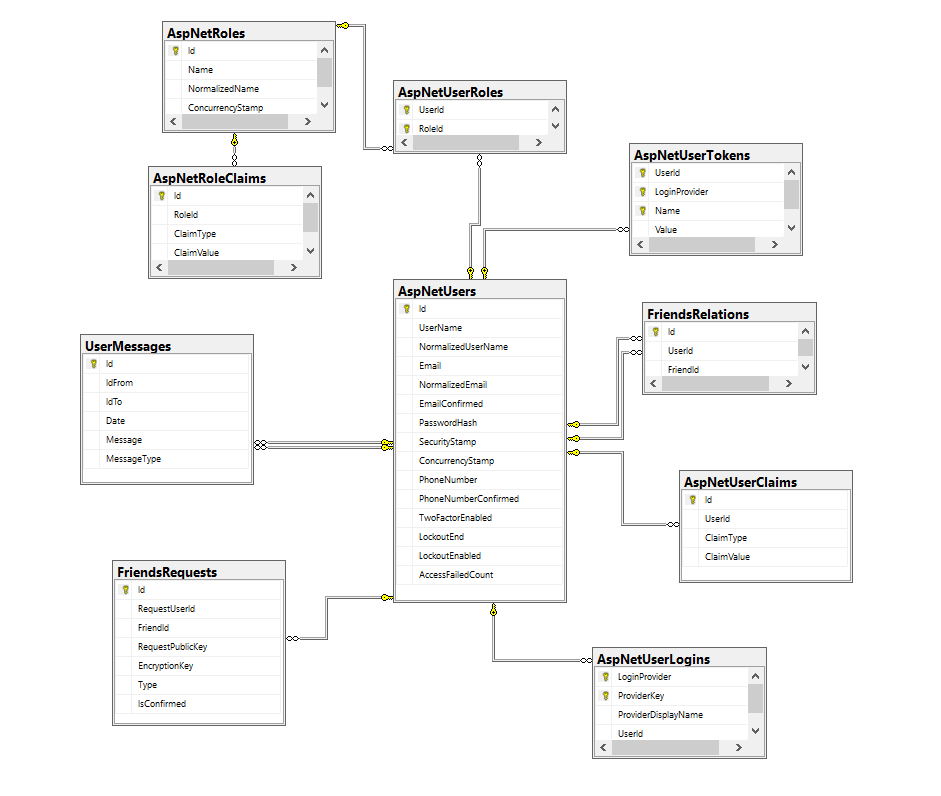 AspNetRoles
Id
Name
NormalizedName
ConcurrencyStamp
AspNetUserRoles
UserId
RoleId
AspNetUserTokens
UserId
LoginProvider
Name
Value
AspNetRoleClaims
Id
RoleId
ClaimType
ClaimValue
AspNetUsers
Id
UserName
NormalizedUserName
Email
NormalizedEmail
EmailConfirmed
PasswordHash
SecurityStamp
ConcurrencyStamp
PhoneNumber
PhoneNumberConfirmed
TwoFactorEnabled
LockoutEnd
LockoutEnabled
AccessFailedCount
FriendsRelations
Id
UserId
FriendId
UserMessages
Id
IdFrom
IdTo
Date
Message
MessageType
AspNetUserClaims
Id
UserId
ClaimType
ClaimValue
FriendsRequests
Id
RequestUserId
FriendId
RequestPublicKey
EncryptionKey
Type
IsConfirmed
AspNetUserLogins
LoginProvider
ProviderKey
ProviderDisplayName
UserId